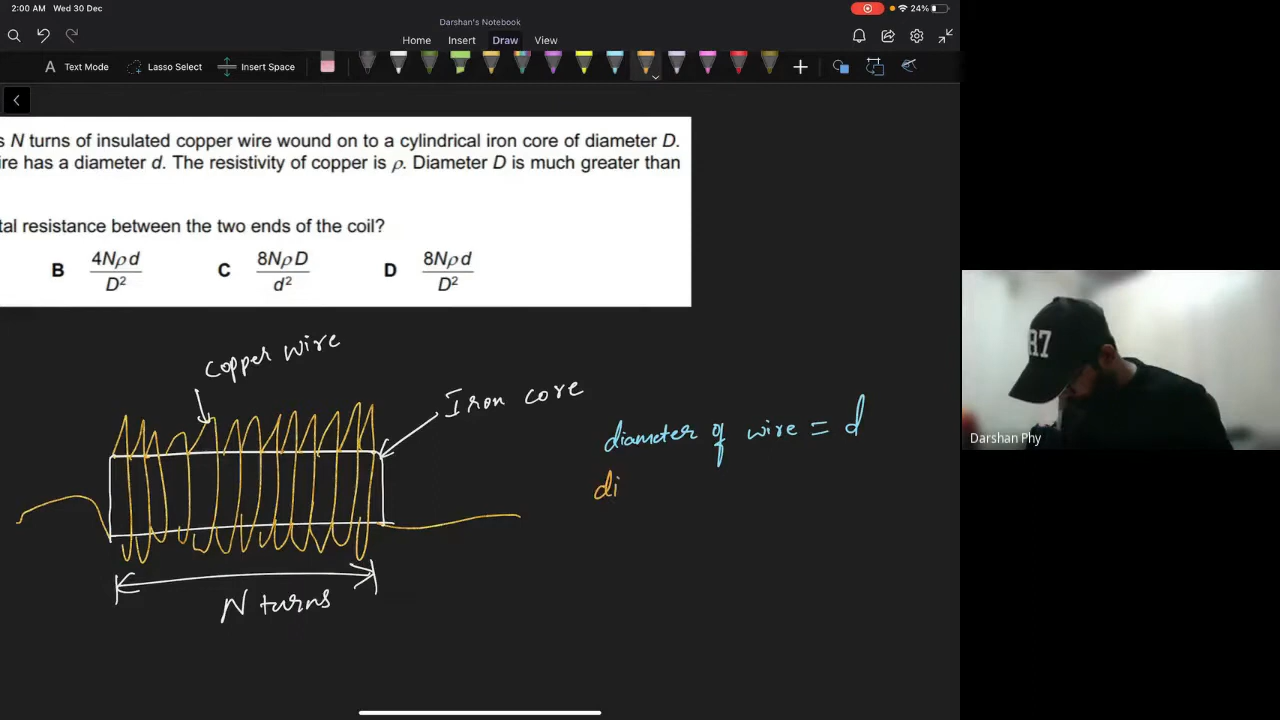 2:00 AM Wed 30 Dec
24%
Darshan's Notebook
Home Insert Draw View
A Text Mode Lasso Select Insert Space
s N turns of insulated copper wire wound on to a cylindrical iron core of diameter D.
ire has a diameter d. The resistivity of copper is ρ. Diameter D is much greater than
tal resistance between the two ends of the coil?
B 4Nρd/D² C 8NρD/d² D 8Nρd/D²
copper wire
Iron core
diameter of wire = d
di
N turns
87
Darshan Phy